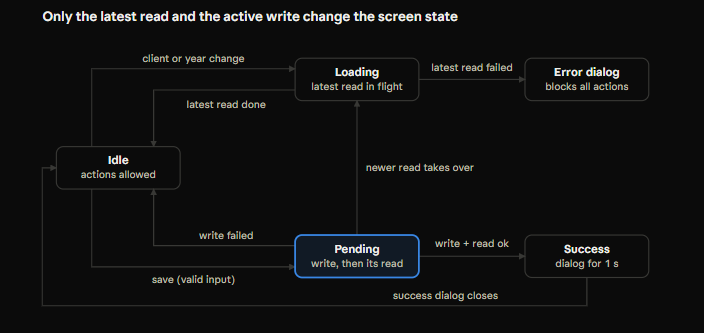 Only the latest read and the active write change the screen state
client or year change
Loading
latest read in flight
latest read failed
Error dialog
blocks all actions
latest read done
Idle
actions allowed
newer read takes over
write failed
Pending
write, then its read
write + read ok
Success
dialog for 1 s
save (valid input)
success dialog closes